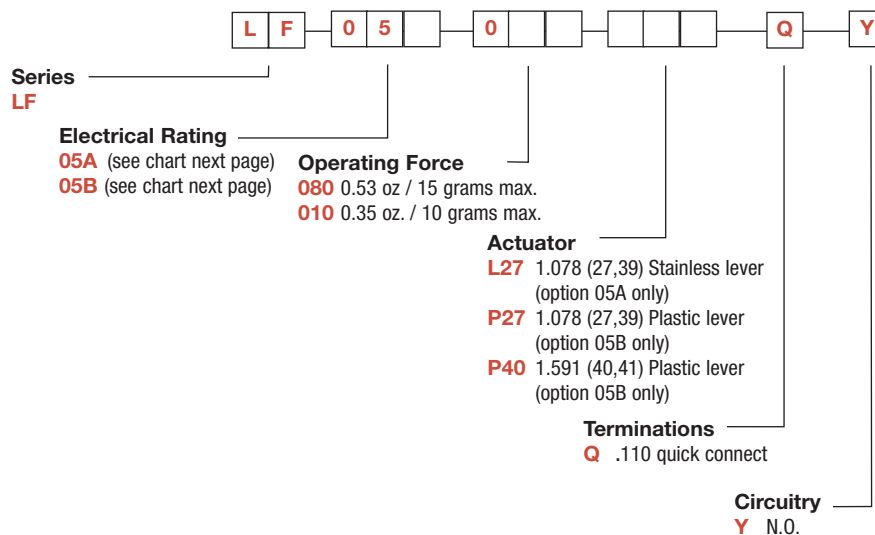 L F 0 5 0 Q Y
Series
LF
Electrical Rating
05A (see chart next page)
05B (see chart next page)
Operating Force
080 0.53 oz / 15 grams max.
010 0.35 oz. / 10 grams max.
Actuator
L27 1.078 (27,39) Stainless lever
(option 05A only)
P27 1.078 (27,39) Plastic lever
(option 05B only)
P40 1.591 (40,41) Plastic lever
(option 05B only)
Terminations
Q .110 quick connect
Circuitry
Y N.O.